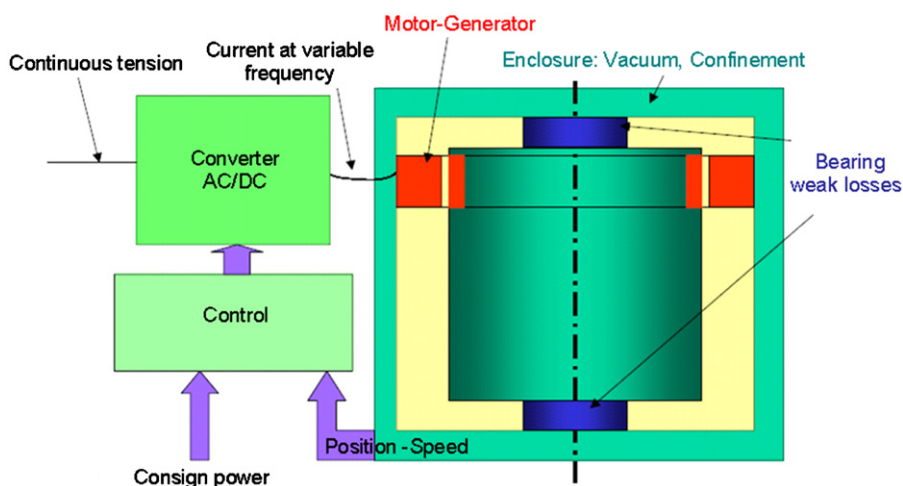 Motor-Generator
Continuous tension
Current at variable
frequency
Enclosure: Vacuum, Confinement
Converter
AC/DC
Bearing
weak losses
Control
Position -Speed
Consign power